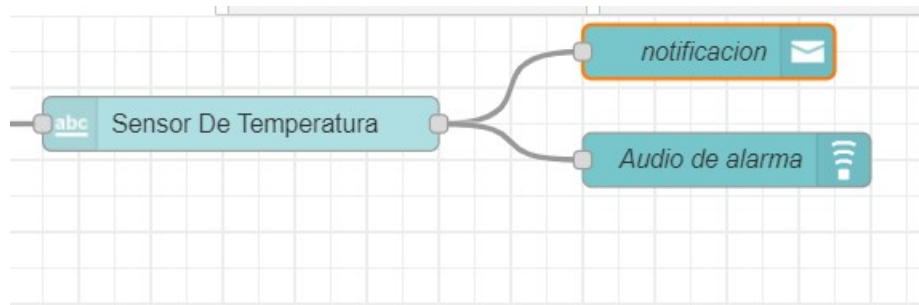 notificacion
abc Sensor De Temperatura
Audio de alarma